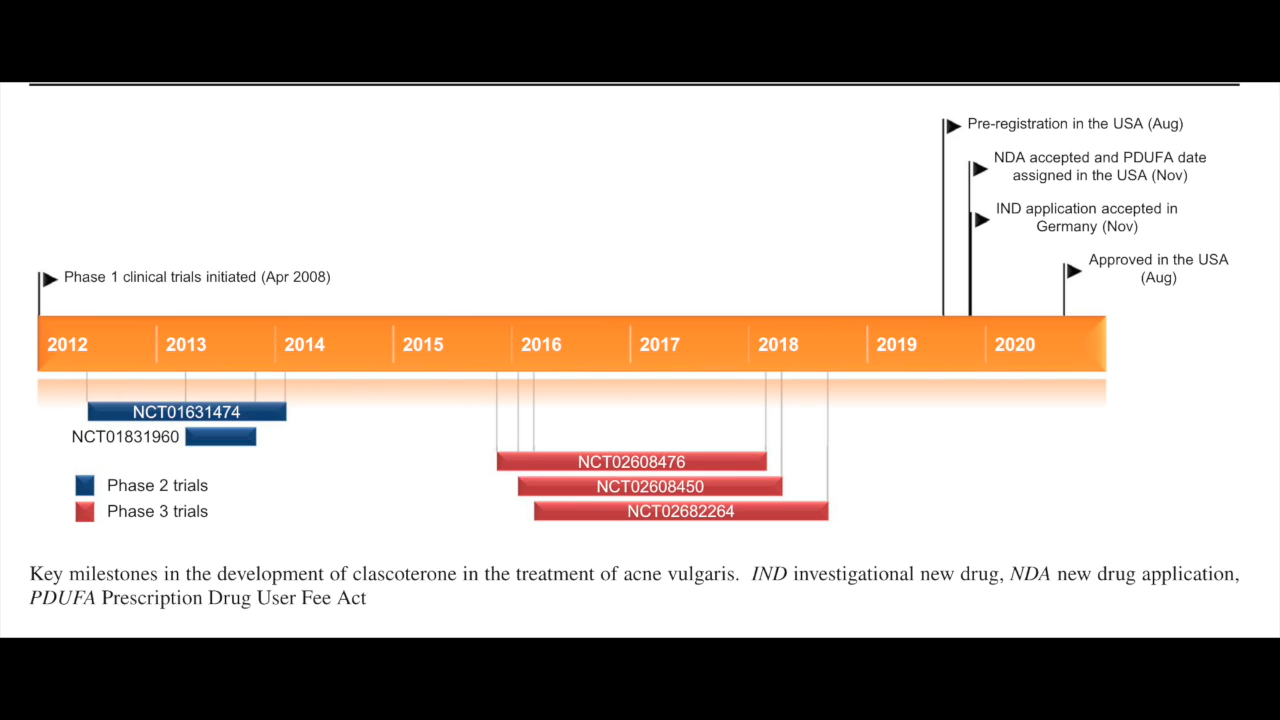 Pre-registration in the USA (Aug)
NDA accepted and PDUFA date
assigned in the USA (Nov)
IND application accepted in
Germany (Nov)
Approved in the USA
(Aug)
Phase 1 clinical trials initiated (Apr 2008)
2012 2013 2014 2015 2016 2017 2018 2019 2020
NCT01631474
NCT01831960
NCT02608476
NCT02608450
NCT02682264
Phase 2 trials
Phase 3 trials
Key milestones in the development of clascoterone in the treatment of acne vulgaris. IND investigational new drug, NDA new drug application,
PDUFA Prescription Drug User Fee Act